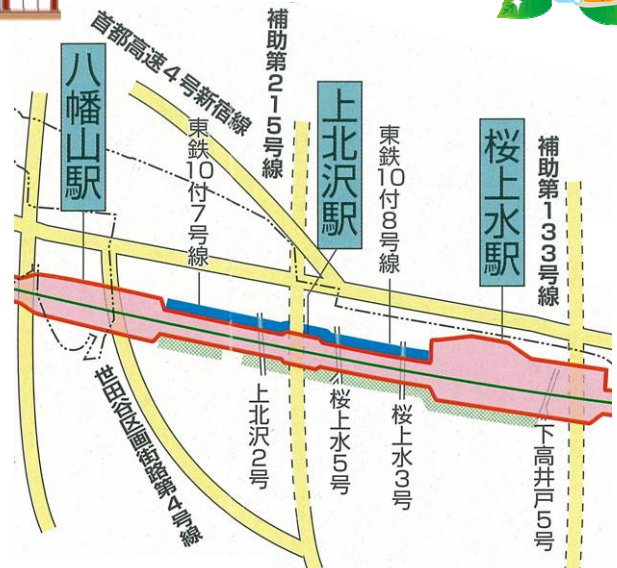 首都高速4号新宿線
補助第215号線
八幡山駅
東鉄10付7号線
上北沢駅
東鉄10付8号線
桜上水駅
補助第133号線
世田谷区画街路第4号線
上北沢2号
桜上水5号
桜上水3号
下高井戸5号